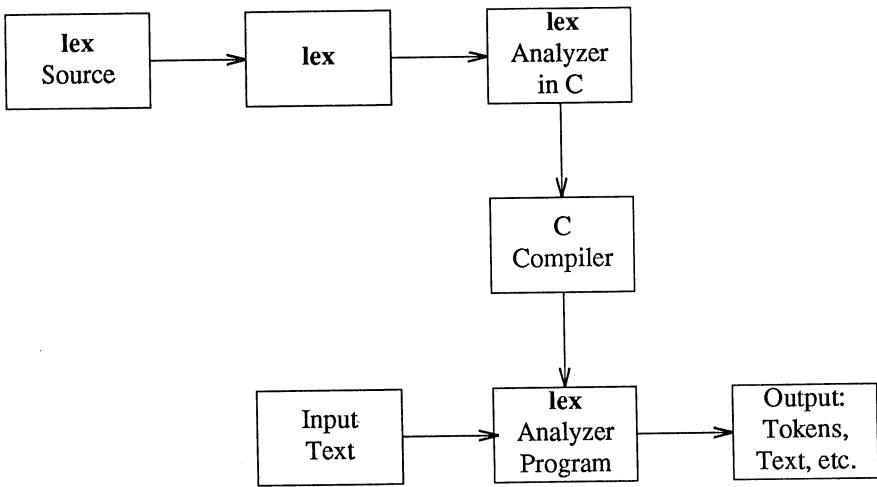 lex
Source
lex
lex
Analyzer
in C
C
Compiler
Input
Text
lex
Analyzer
Program
Output:
Tokens,
Text, etc.